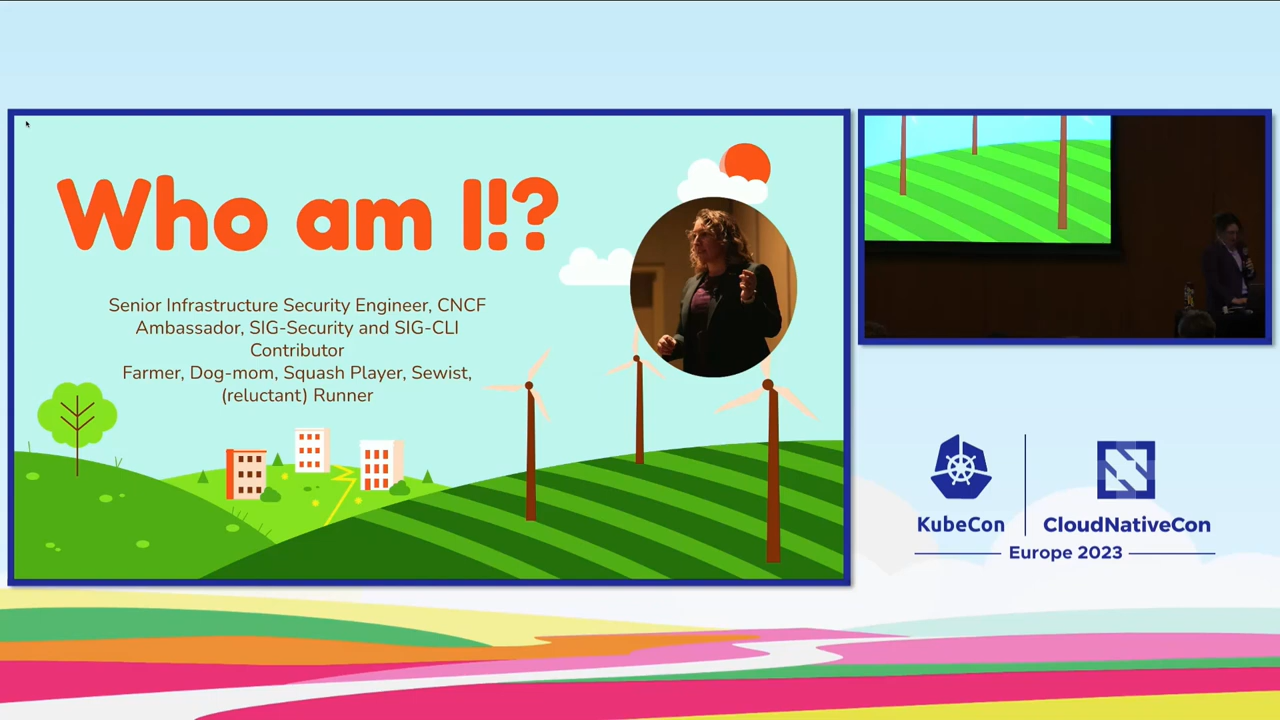 Who am I!?
Senior Infrastructure Security Engineer, CNCF
Ambassador, SIG-Security and SIG-CLI
Contributor
Farmer, Dog-mom, Squash Player, Sewist,
(reluctant) Runner
KubeCon
CloudNativeCon
Europe 2023